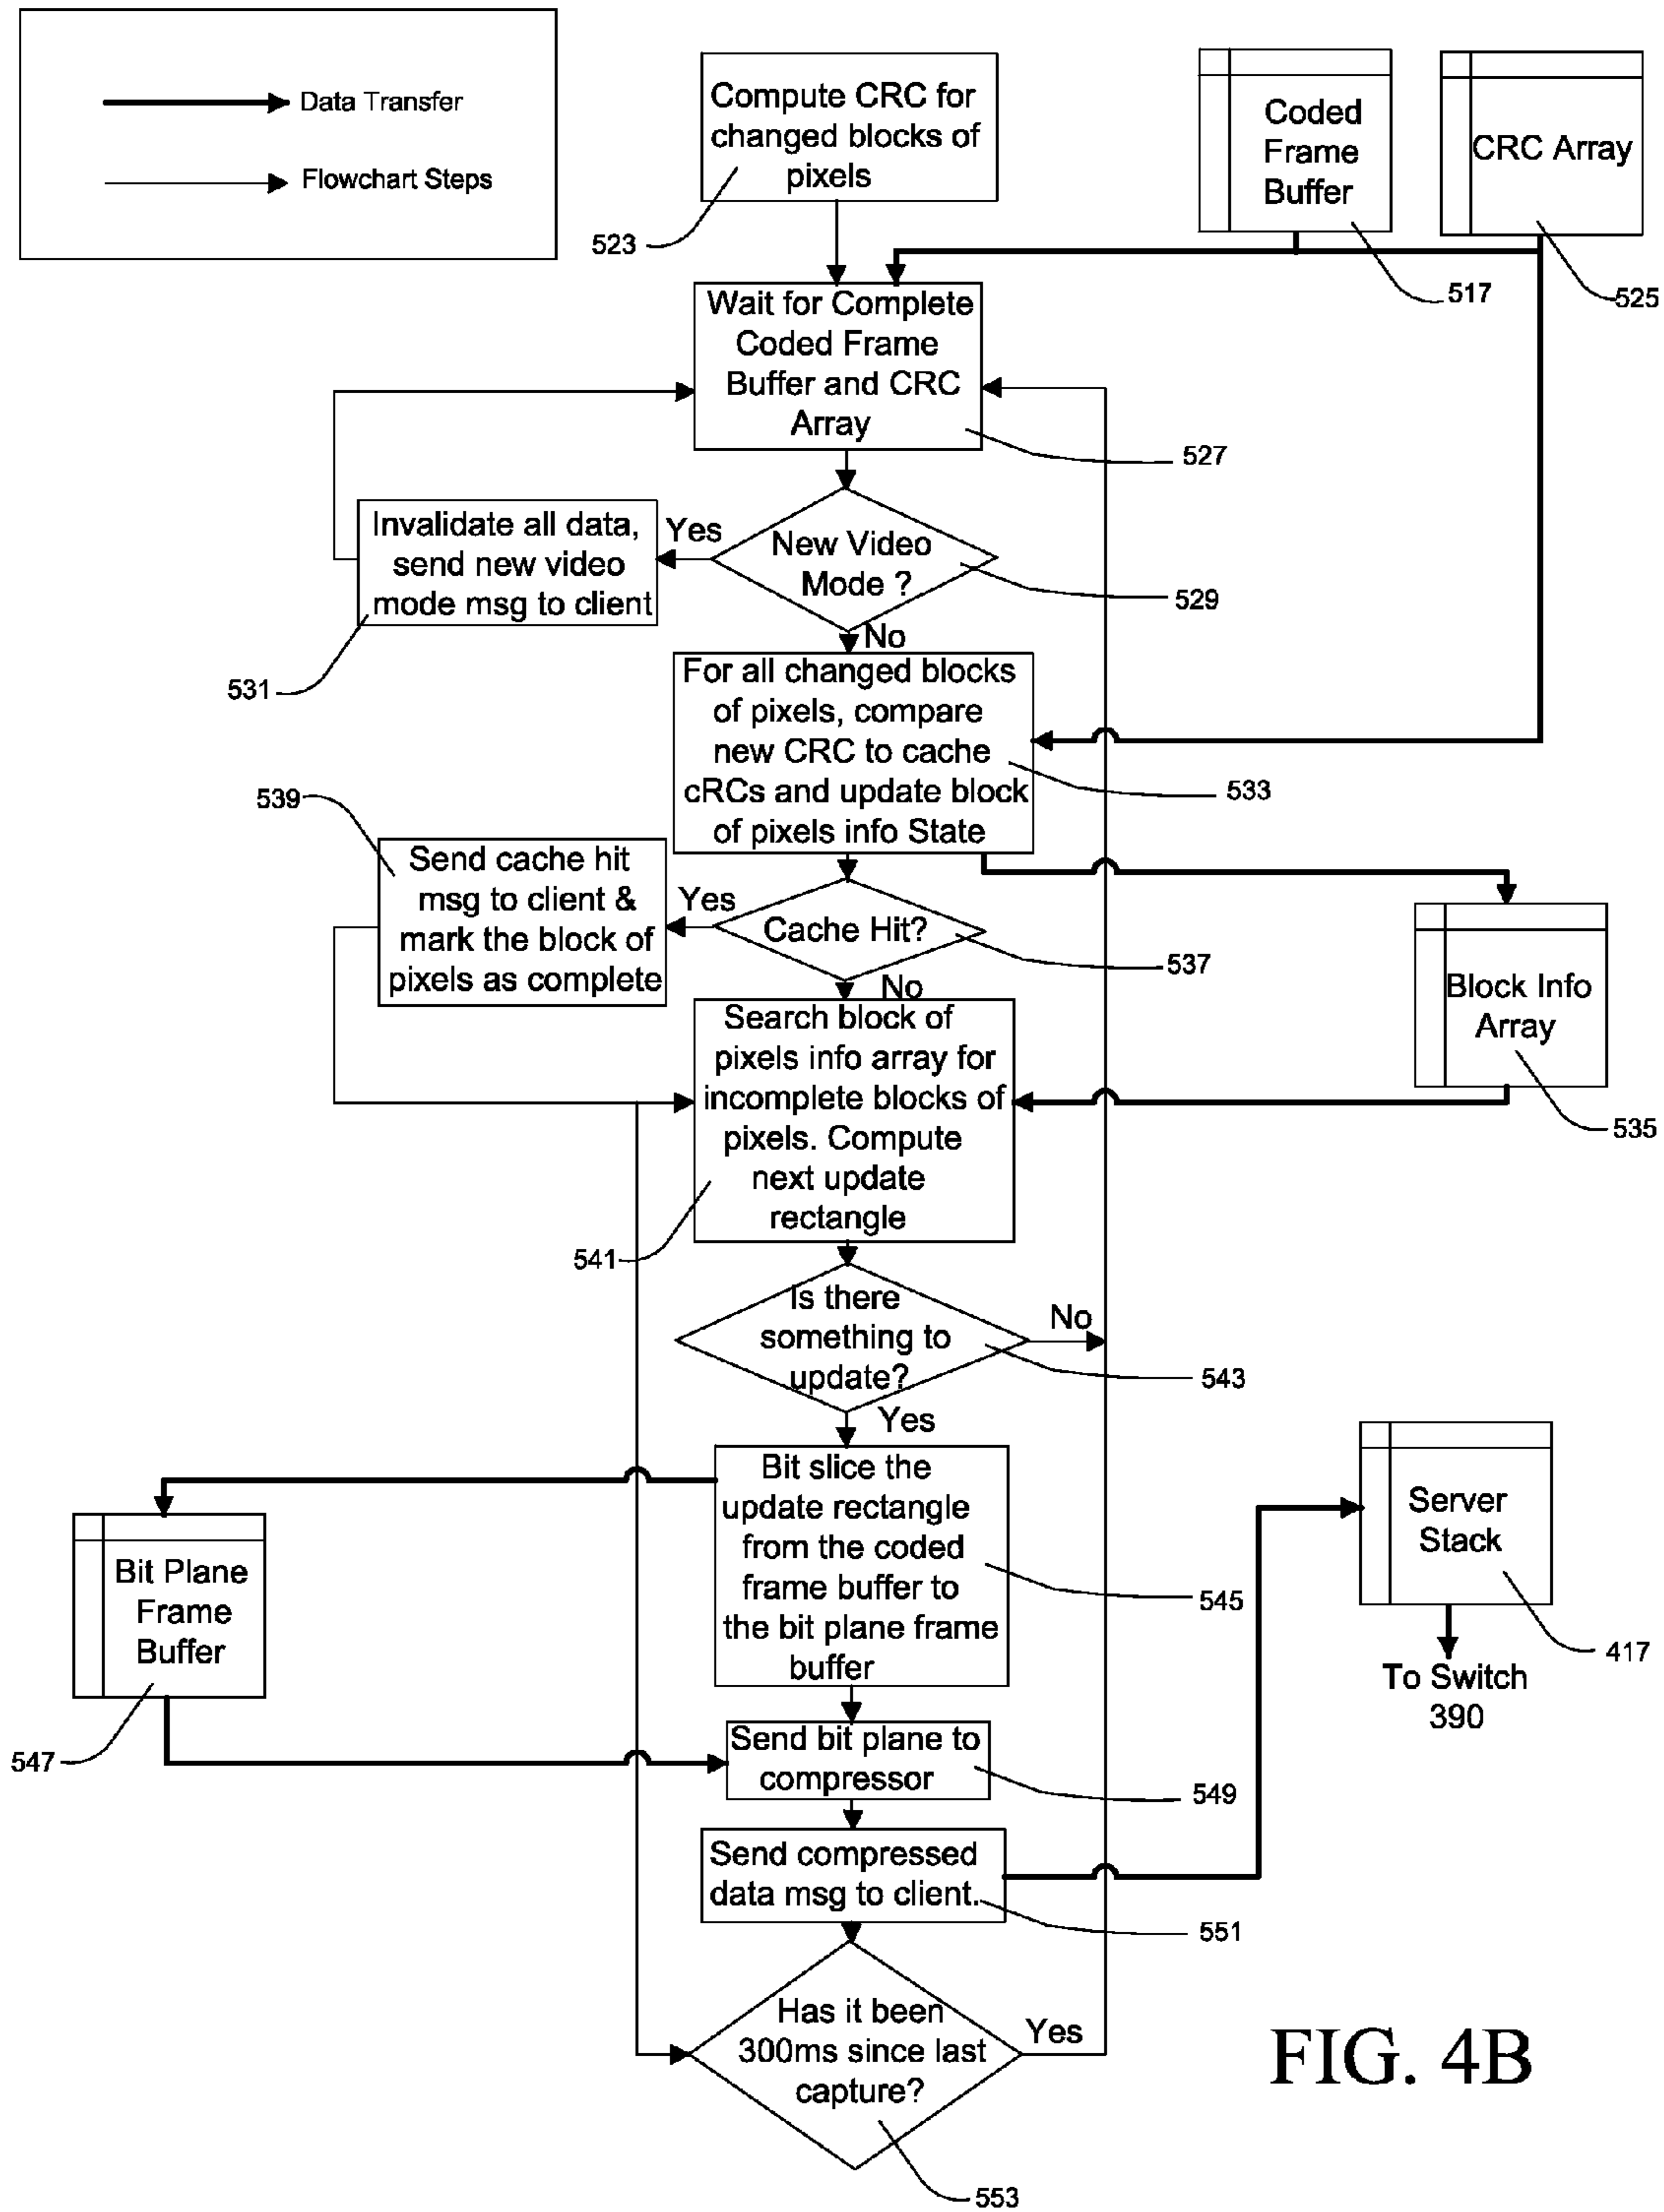 Data Transfer
Flowchart Steps
Compute CRC for
changed blocks of
pixels
523
Coded
Frame
Buffer
517
CRC Array
525
Wait for Complete
Coded Frame
Buffer and CRC
Array
527
Invalidate all data,
send new video
mode msg to client
531
Yes
New Video
Mode ?
529
No
For all changed blocks
of pixels, compare
new CRC to cache
cRCs and update block
of pixels info State
533
539
Send cache hit
msg to client &
mark the block of
pixels as complete
Yes
Cache Hit?
537
No
Block Info
Array
535
Search block of
pixels info array for
incomplete blocks of
pixels. Compute
next update
rectangle
541
Is there
something to
update?
No
543
Yes
Bit slice the
update rectangle
from the coded
frame buffer to
the bit plane frame
buffer
545
Bit Plane
Frame
Buffer
547
Server
Stack
417
To Switch
390
Send bit plane to
compressor
549
Send compressed
data msg to client.
551
Has it been
300ms since last
capture?
Yes
553
FIG. 4B